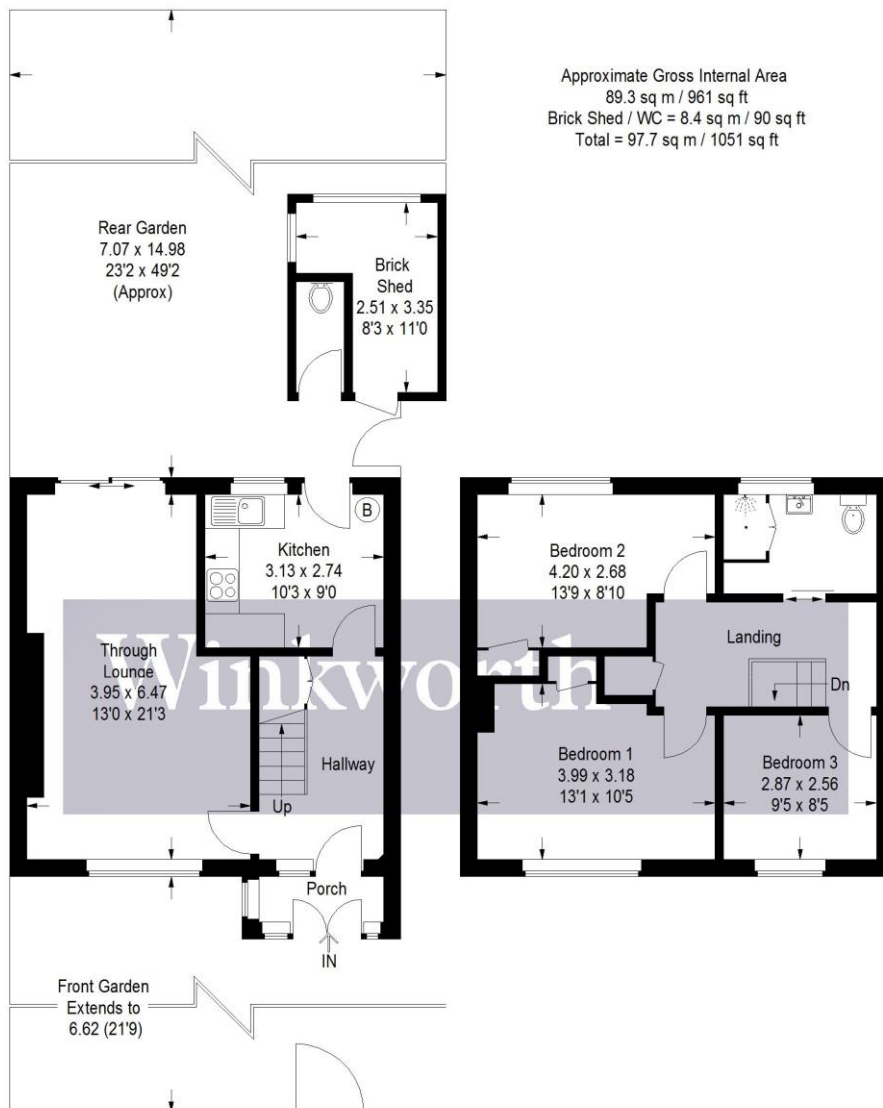 Approximate Gross Internal Area
89.3 sq m / 961 sq ft
Brick Shed / WC = 8.4 sq m / 90 sq ft
Total = 97.7 sq m / 1051 sq ft
Rear Garden
7.07 x 14.98
23'2 x 49'2
(Approx)
Brick
Shed
2.51 x 3.35
8'3 x 11'0
B
Kitchen
3.13 x 2.74
10'3 x 9'0
Bedroom 2
4.20 x 2.68
13'9 x 8'10
Winkworth
Through
Lounge
3.95 x 6.47
13'0 x 21'3
Landing
Dn
Hallway
Up
Bedroom 1
3.99 x 3.18
13'1 x 10'5
Bedroom 3
2.87 x 2.56
9'5 x 8'5
Porch
IN
Front Garden
Extends to
6.62 (21'9)